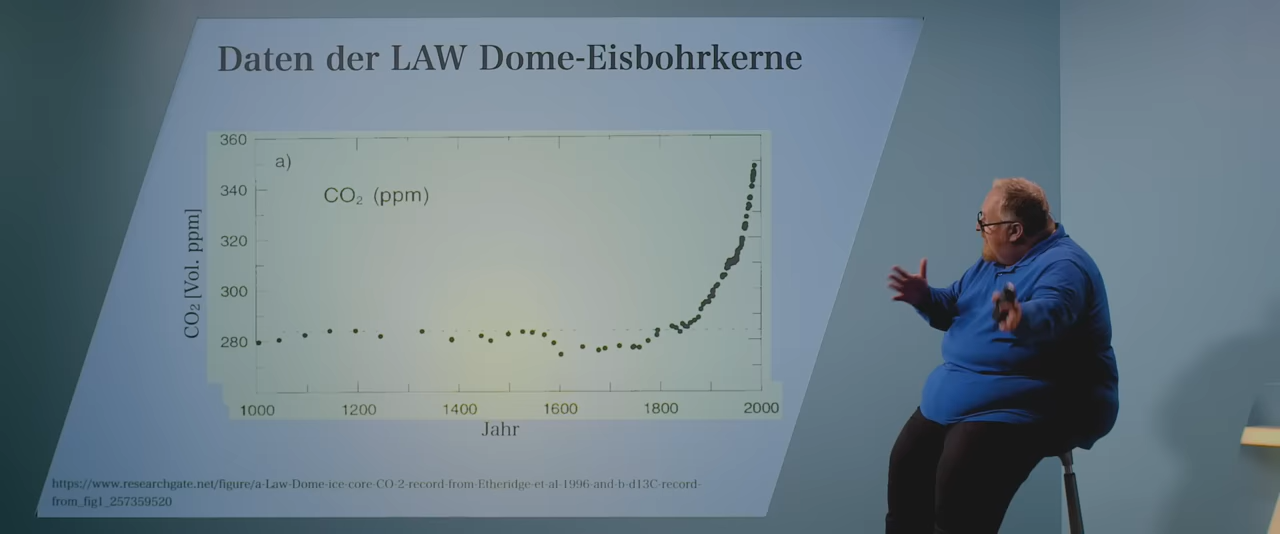 Daten der LAW Dome-Eisbohrkerne
360
a)
CO₂ (ppm)
340
320
300
280
CO₂ [Vol. ppm]
1000 1200 1400 1600 1800 2000
Jahr
https://www.researchgate.net/figure/a-Law-Dome-ice-core-CO-2-record-from-Etheridge-et-al-1996-and-b-d13C-record-
from_fig1_257359520